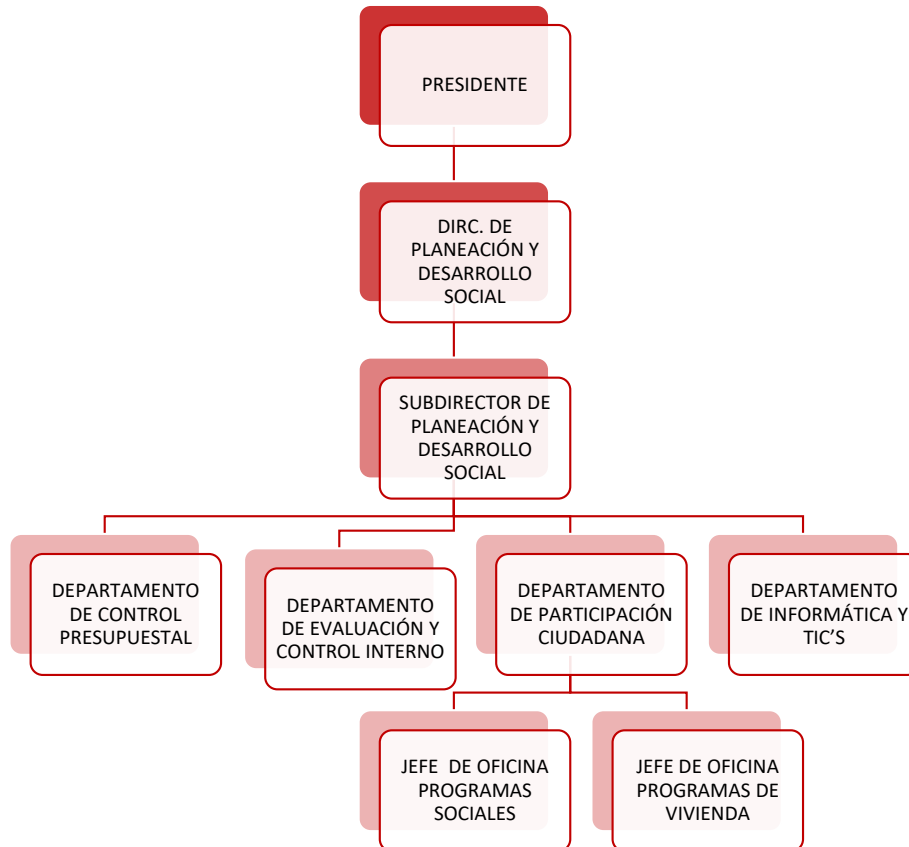 PRESIDENTE
DIRC. DE
PLANEACIÓN Y
DESARROLLO
SOCIAL
SUBDIRECTOR DE
PLANEACIÓN Y
DESARROLLO
SOCIAL
DEPARTAMENTO
DE CONTROL
PRESUPUESTAL
DEPARTAMENTO
DE EVALUACIÓN Y
CONTROL INTERNO
DEPARTAMENTO
DE PARTICIPACIÓN
CIUDADANA
DEPARTAMENTO
DE INFORMÁTICA Y
TIC’S
JEFE DE OFICINA
PROGRAMAS
SOCIALES
JEFE DE OFICINA
PROGRAMAS DE
VIVIENDA